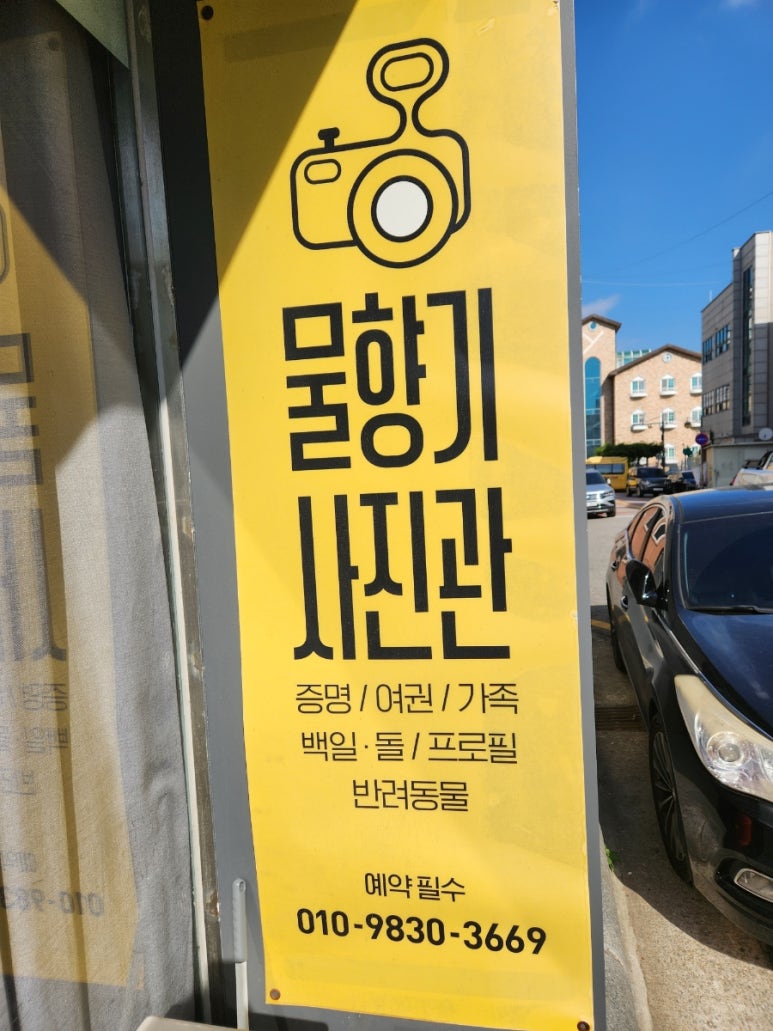 물향기
사진관
증명 / 여권 / 가족
백일·돌 / 프로필
반려동물
예약 필수
010-9830-3669